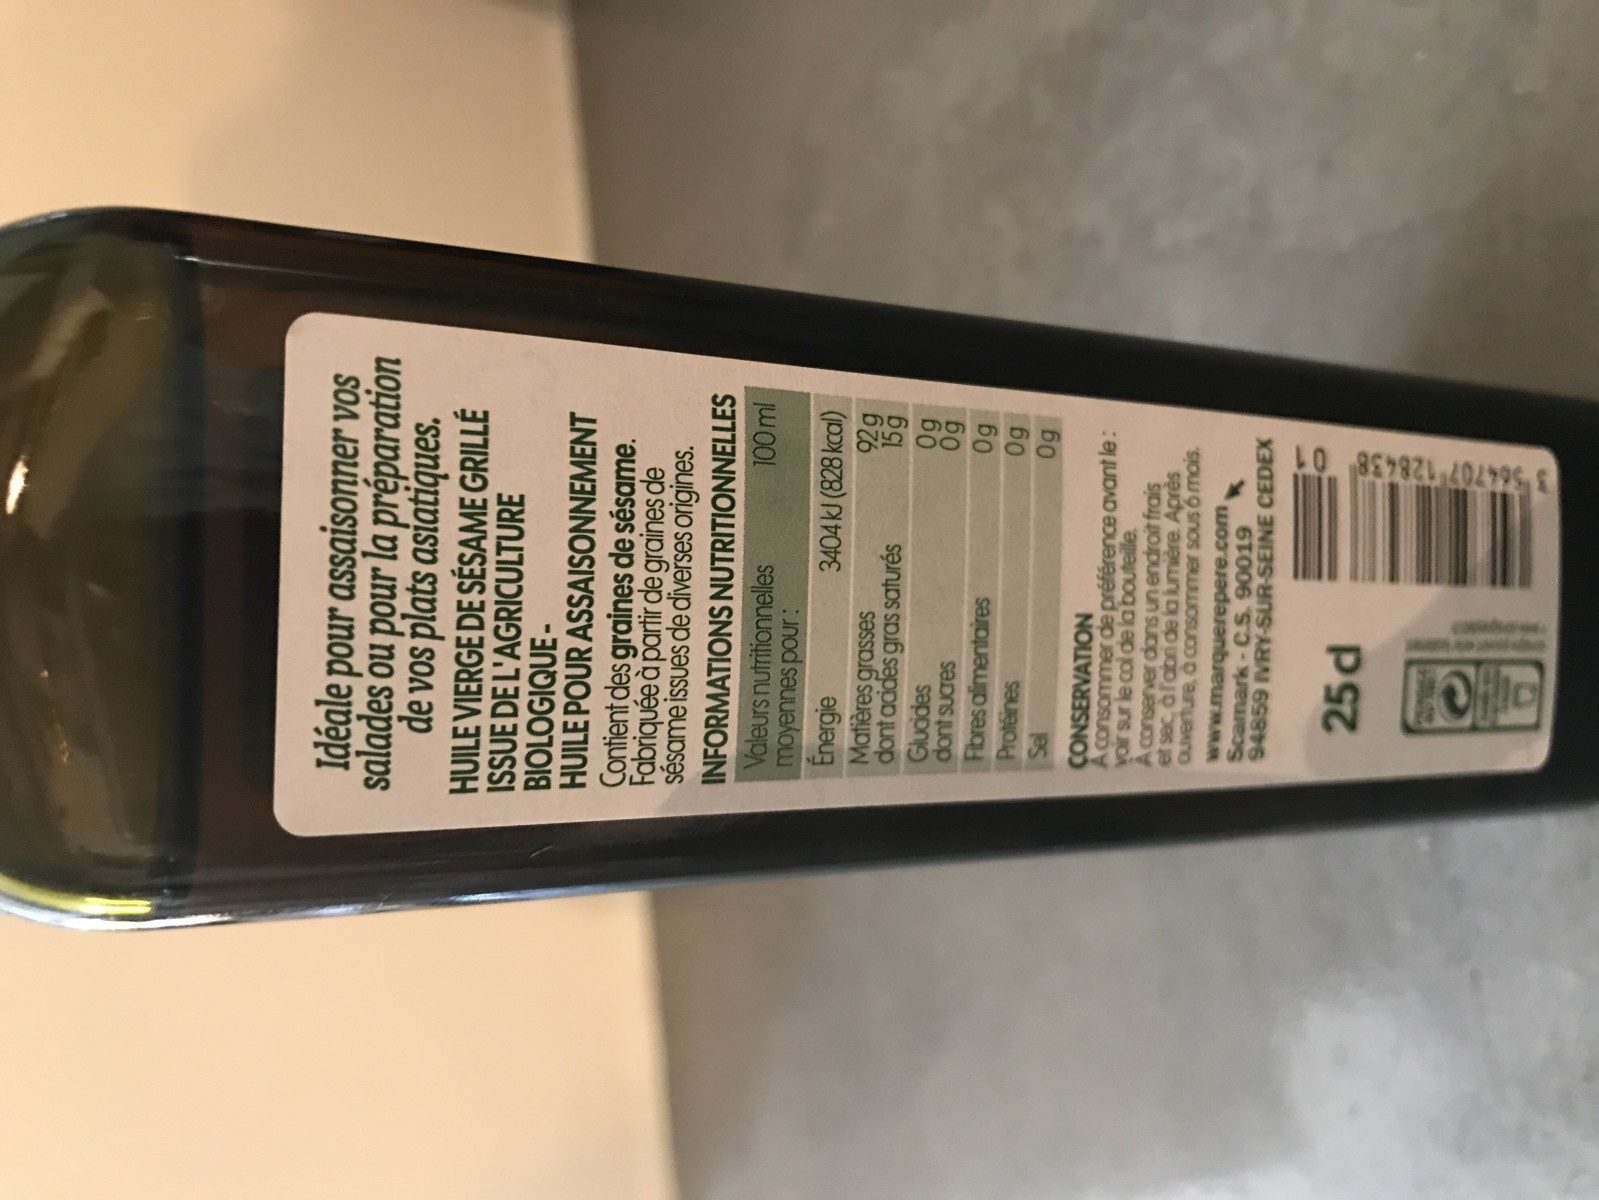 Idéale pour assaisonner vos
salades ou pour la préparation
de vos plats asiatiques.
HUILE VIERGE DE SÉSAME GRILLÉ
ISSUE DE L'AGRICULTURE
BIOLOGIQUE -
HUILE POUR ASSAISONNEMENT
Contient des graines de sésame.
Fabriquée à partir de graines de
sésame issues de diverses origines.
INFORMATIONS NUTRITIONNELLES
Valeurs nutritionnelles
moyennes pour : 100 ml
Énergie 3404 kJ (828 kcal)
Matières grasses 92 g
dont acides gras saturés 15 g
Glucides 0 g
dont sucres 0 g
Fibres alimentaires 0 g
Protéines 0 g
Sel 0 g
CONSERVATION
À consommer de préférence avant le :
voir sur le col de la bouteille.
À conserver dans un endroit frais
et sec, à l'abri de la lumière. Après
ouverture, à consommer sous 6 mois.
www.marquerepere.com
Scamark - C.S. 90019
94859 IVRY-SUR-SEINE CEDEX
25 cl
01
3 564707 128438